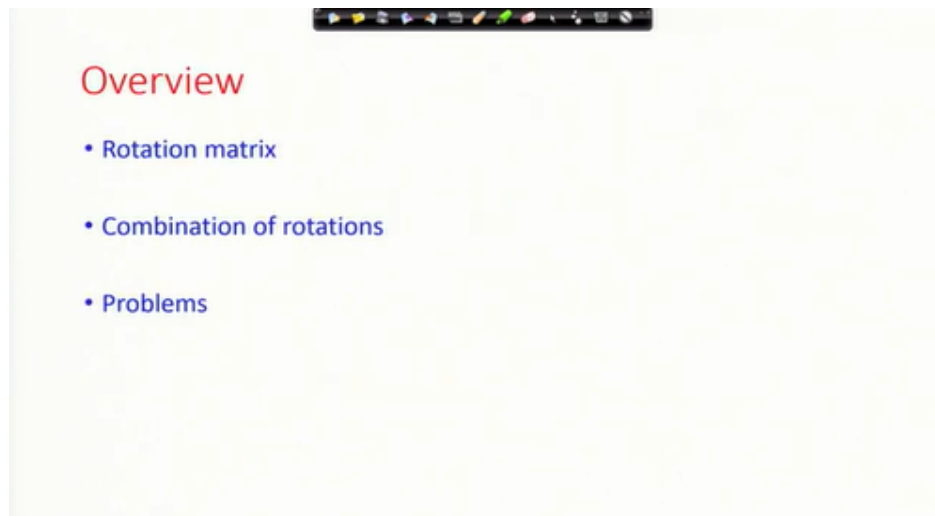 Overview
• Rotation matrix
• Combination of rotations
• Problems